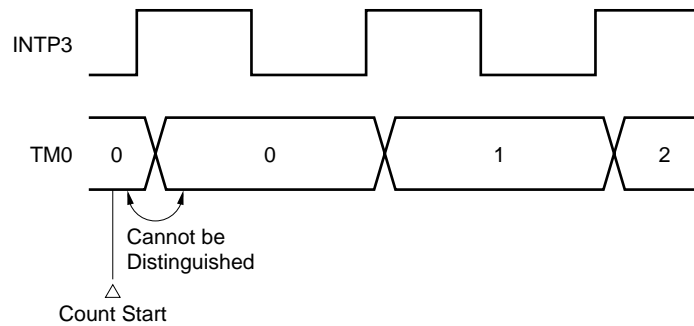 INTP3
TM0 0 0 1 2
Cannot be
Distinguished
Count Start